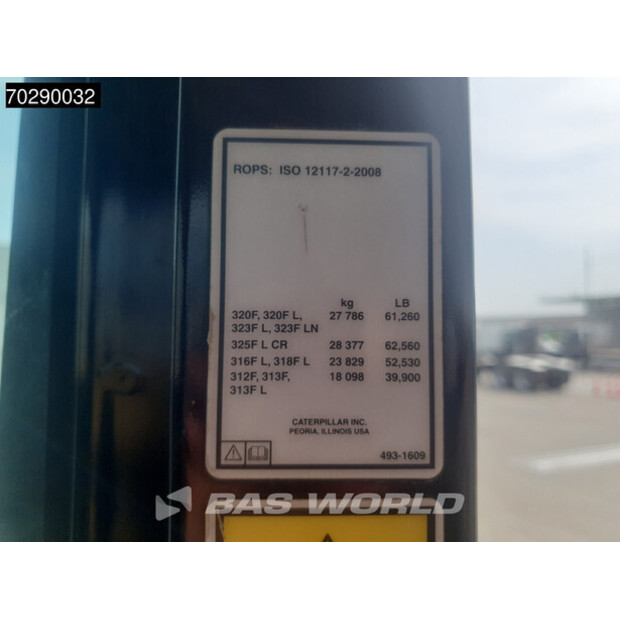 70290032
ROPS: ISO 12117-2-2008
kg LB
320F, 320F L, 27 786 61,260
323F L, 323F LN
325F L CR 28 377 62,560
316F L, 318F L 23 829 52,530
312F, 313F, 18 098 39,900
313F L
CATERPILLAR INC.
PEORIA, ILLINOIS USA
493-1609
BAS WORLD